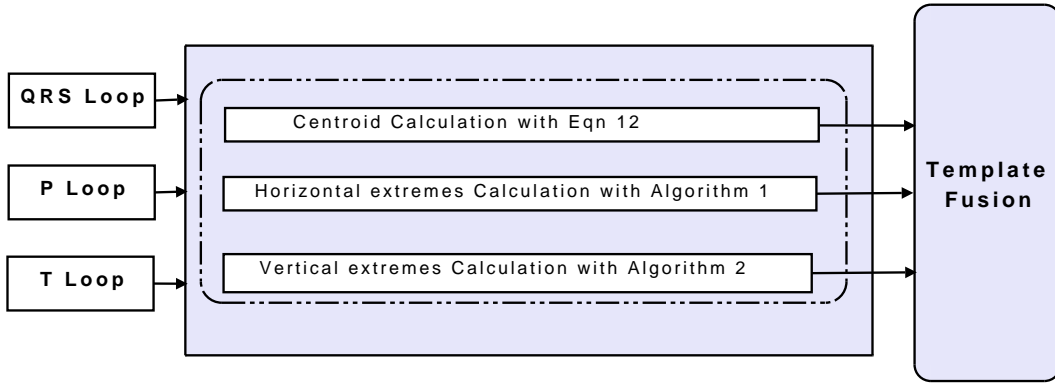 QRS Loop
P Loop
T Loop
Centroid Calculation with Eqn 12
Horizontal extremes Calculation with Algorithm 1
Vertical extremes Calculation with Algorithm 2
Template
Fusion